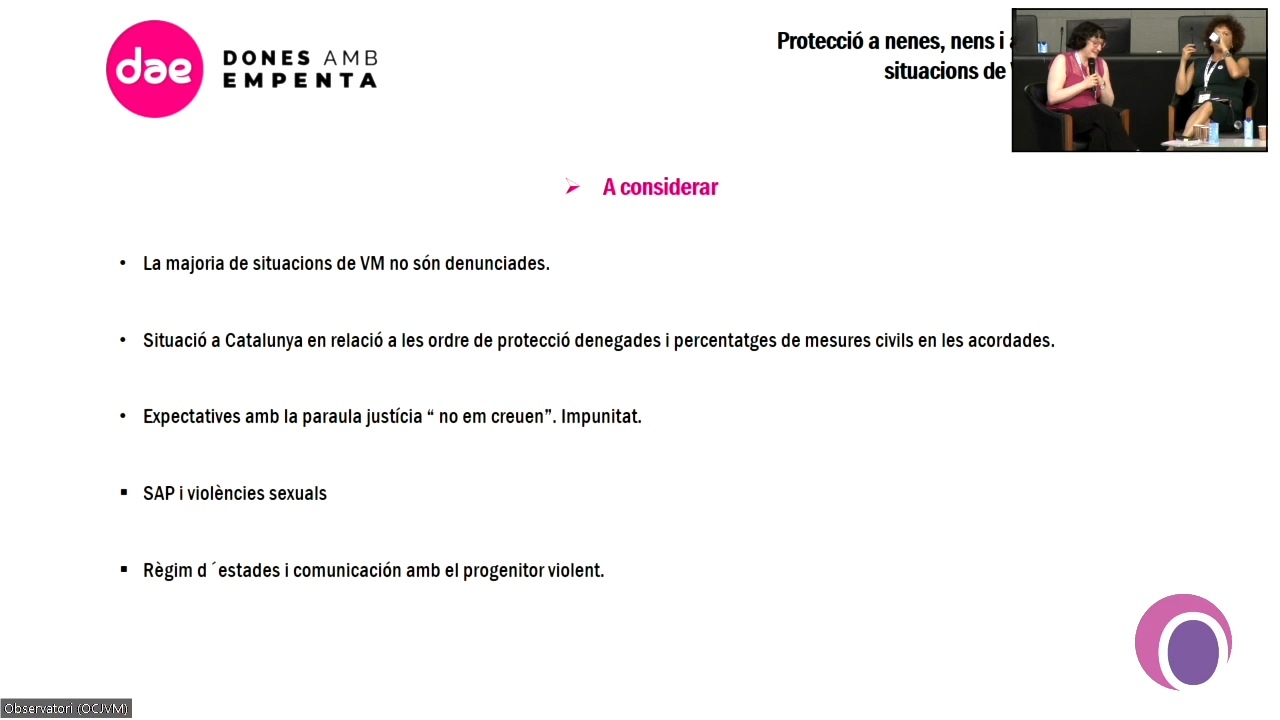 dae
DONES AMB
EMPENTA
Protecció a nenes, nens i
situacions de
➢ A considerar
• La majoria de situacions de VM no són denunciades.
• Situació a Catalunya en relació a les ordre de protecció denegades i percentatges de mesures civils en les acordades.
• Expectatives amb la paraula justícia “ no em creuen”. Impunitat.
▪ SAP i violències sexuals
▪ Règim d ´estades i comunicación amb el progenitor violent.
Observatori (OCJVM)